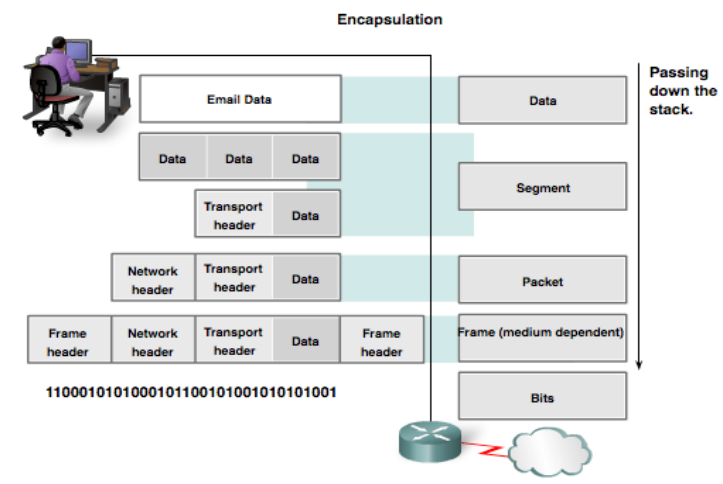 Encapsulation
Passing
down the
stack.
Email Data
Data
Data Data Data
Segment
Transport
header
Data
Network
header
Transport
header
Data
Packet
Frame
header
Network
header
Transport
header
Data
Frame
header
Frame (medium dependent)
1100010101000101100101001010101001
Bits